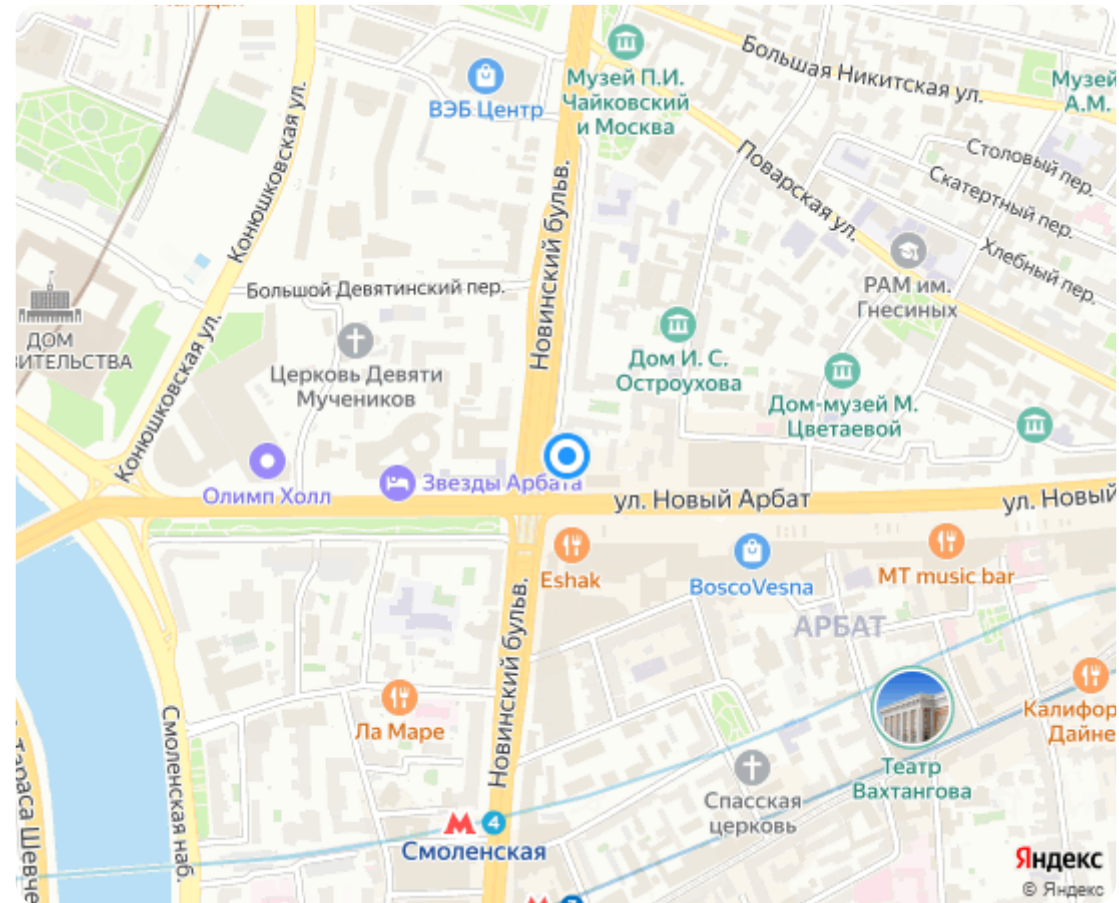 Большая Никитская ул.
Музей П.И.
Чайковский
и Москва
Музей
А.М.
ВЭБ Центр
Конюшковская ул.
Новинский бульв.
Поварская ул.
Столовый пер.
Скатертный пер.
Хлебный пер.
РАМ им.
Гнесиных
Большой Девятинский пер.
ДОМ
ВИТЕЛЬСТВА
Церковь Девяти
Мучеников
Дом И. С.
Остроухова
Дом-музей М.
Цветаевой
Конюшковская ул.
Олимп Холл
Звезды Арбата
ул. Новый Арбат
ул. Новый
Eshak
BoscoVesna
MT music bar
АРБАТ
Новинский бульв.
Ла Маре
Калифор
Дайне
Театр
Вахтангова
Спасская
церковь
Смоленская наб.
тараса Шевче
4
Смоленская
Яндекс
© Яндекс